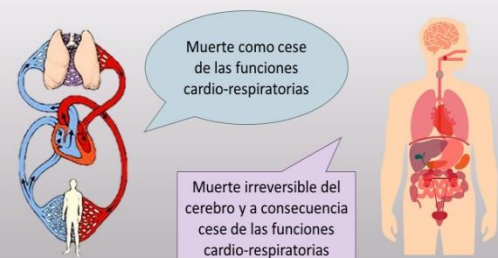 Muerte como cese
de las funciones
cardio-respiratorias
Muerte irreversible del
cerebro y a consecuencia
cese de las funciones
cardio-respiratorias